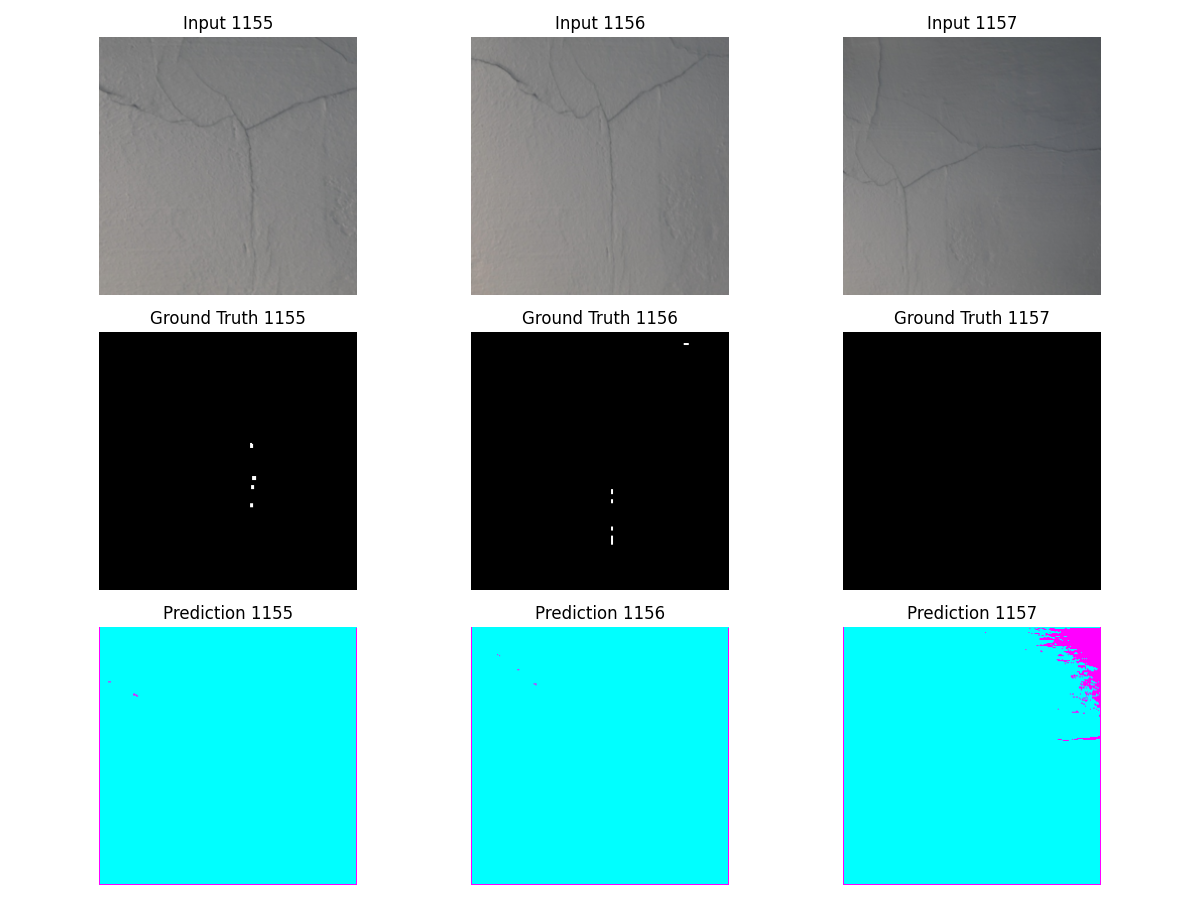 Input 1155
Input 1156
Input 1157
Ground Truth 1155
Ground Truth 1156
Ground Truth 1157
Prediction 1155
Prediction 1156
Prediction 1157